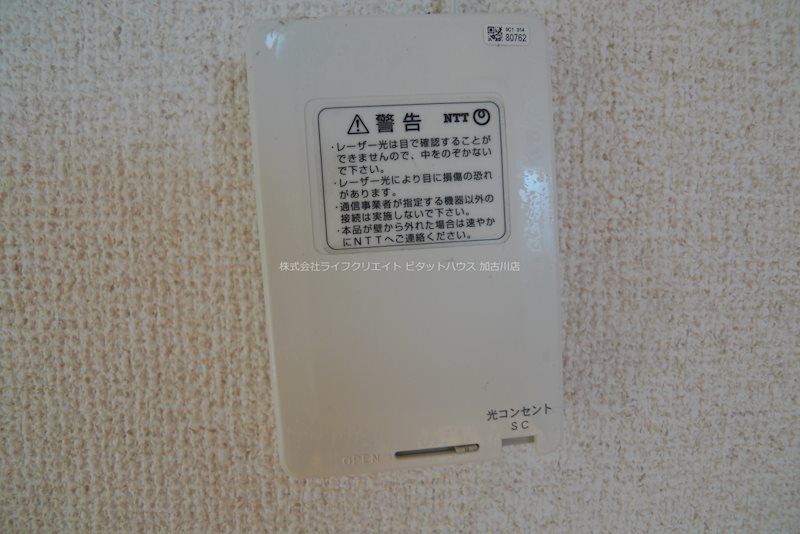 9C1 314
80762
警告 NTT
・レーザー光は目で確認することが
できませんので、中をのぞかない
で下さい。
・レーザー光により目に損傷の恐れ
があります。
・通信事業者が指定する機器以外の
接続は実施しないで下さい。
・本品が壁から外れた場合は速やか
にNTTへご連絡ください。
株式会社ライフクリエイト ピタットハウス 加古川店
光コンセント
SC
OPEN